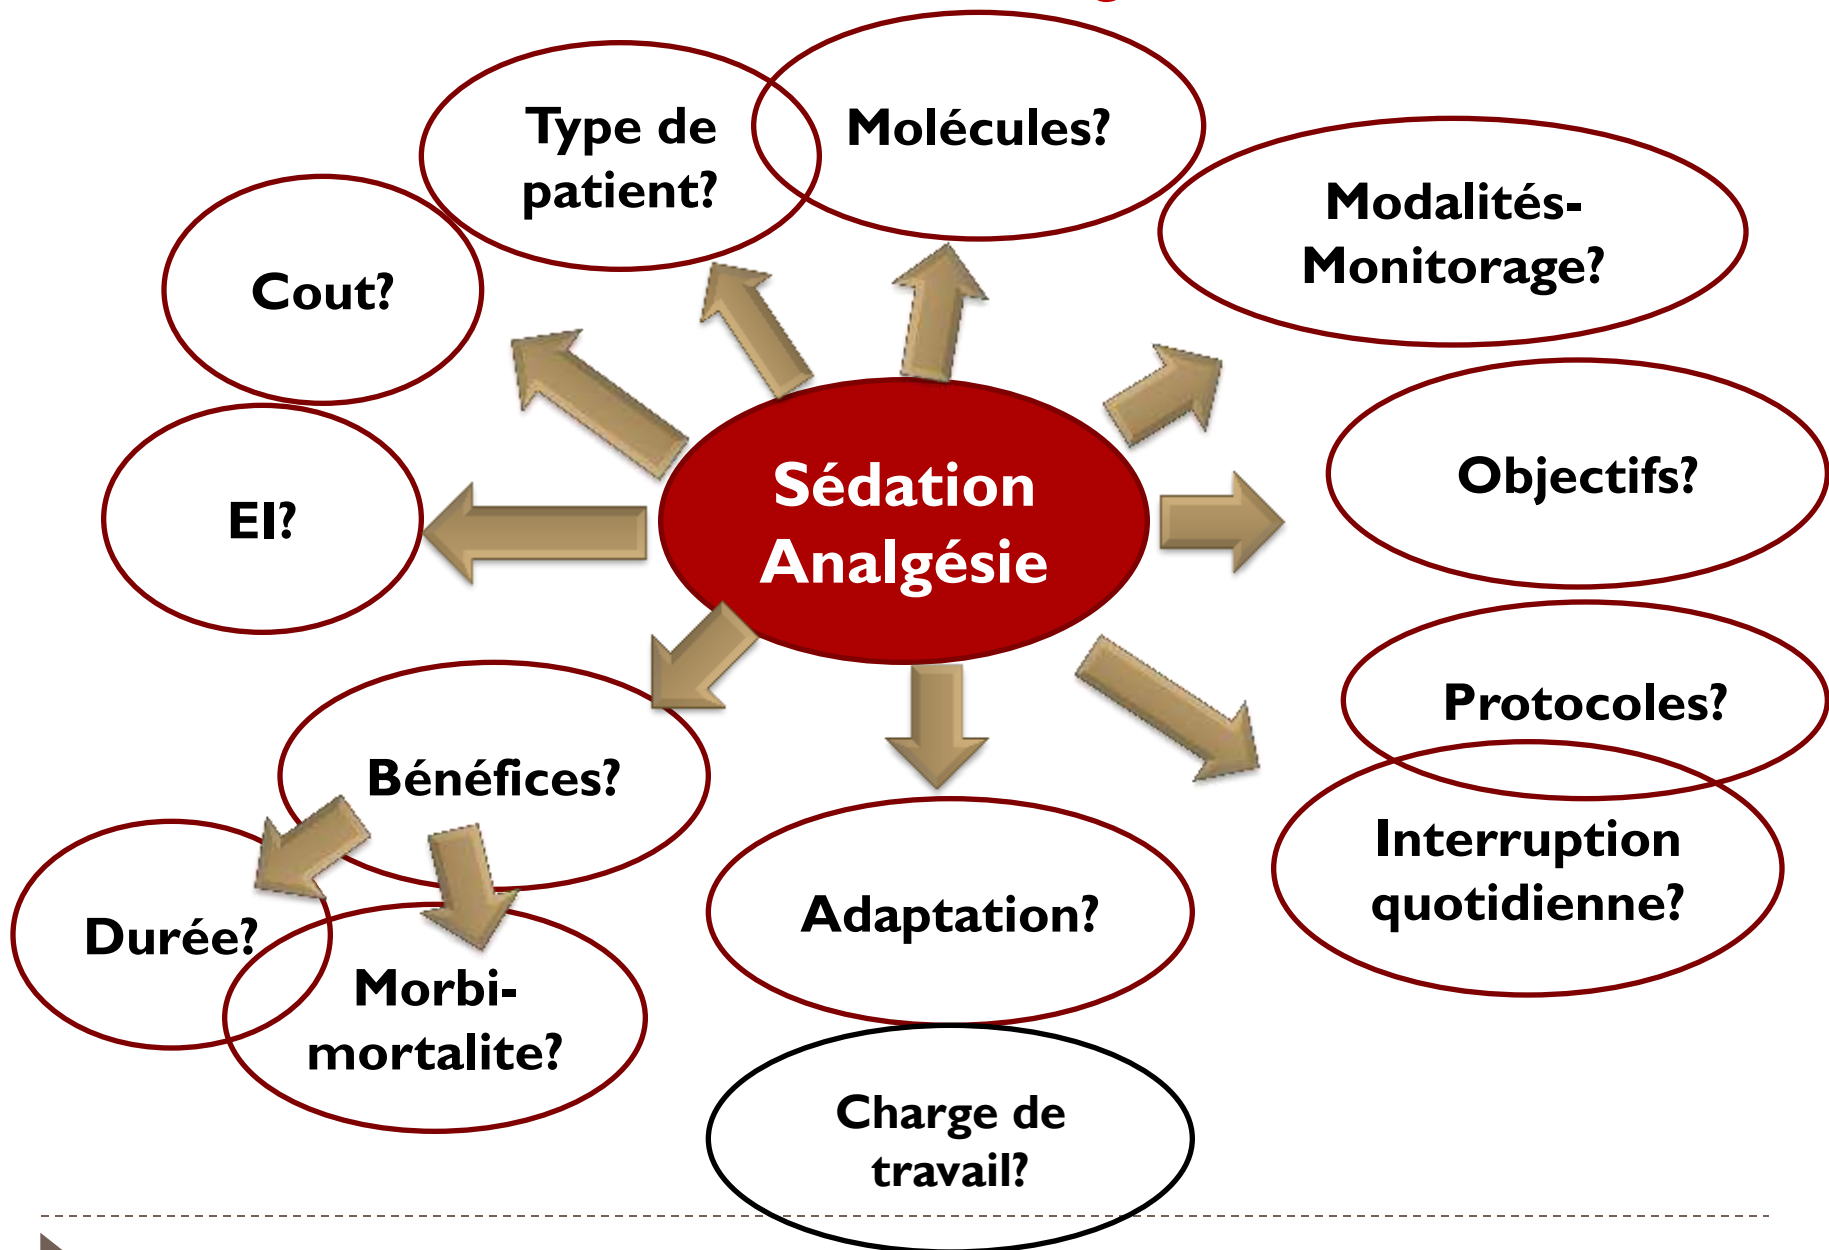 Type de
patient?
Molécules?
Modalités-
Monitorage?
Cout?
Objectifs?
EI?
Sédation
Analgésie
Protocoles?
Bénéfices?
Interruption
quotidienne?
Adaptation?
Durée?
Morbi-
mortalite?
Charge de
travail?